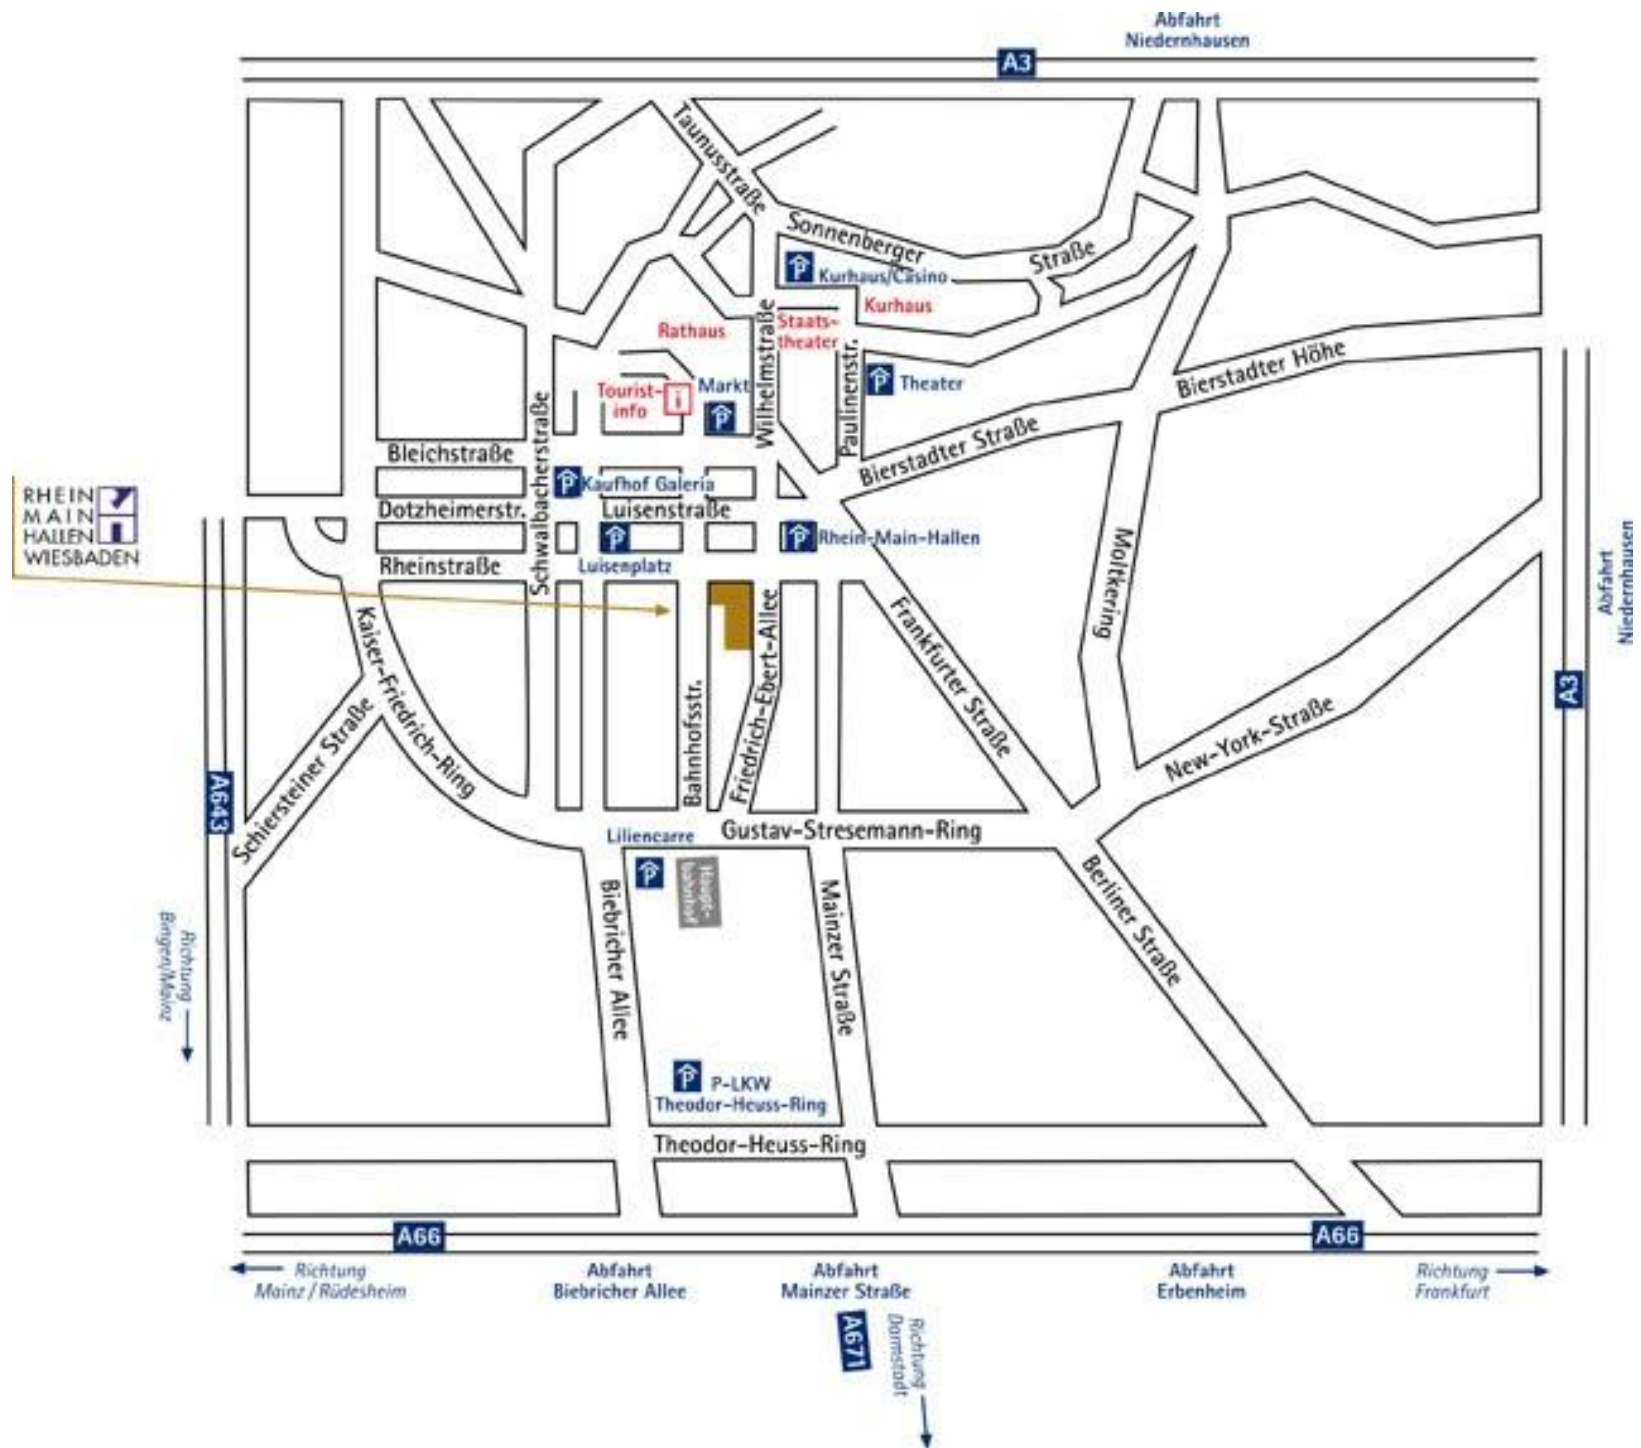 Abfahrt
Niedernhausen
A3
Taunusstraße
Sonnenberger
Straße
P
Kurhaus/Casino
Kurhaus
Staats-
theater
Rathaus
Wilhelmstraße
Paulinenstr.
Bierstadter Höhe
P
Theater
Tourist-
info
i
Markt
P
Schwalbacherstraße
Bierstadter Straße
Bleichstraße
P
Kaufhof Galeria
RHEIN
MAIN
HALLEN
WIESBADEN
Dotzheimerstr.
Luisenstraße
P
Luisenplatz
P
Rhein-Main-Hallen
Rheinstraße
Moltkering
Abfahrt
Niedernhausen
A3
Kaiser-Friedrich-Ring
Schiersteiner Straße
Bahnhofsstr.
Friedrich-Ebert-Allee
Frankfurter Straße
New-York-Straße
A643
Gustav-Stresemann-Ring
Liliencarre
P
Haupt-
bahnhof
Biebricher Allee
Mainzer Straße
Berliner Straße
Richtung
Bingen/Mainz
P
P-LKW
Theodor-Heuss-Ring
Theodor-Heuss-Ring
A66
A66
Richtung
Mainz / Rüdesheim
Abfahrt
Biebricher Allee
Abfahrt
Mainzer Straße
Abfahrt
Erbenheim
Richtung
Frankfurt
A671
Richtung
Darmstadt